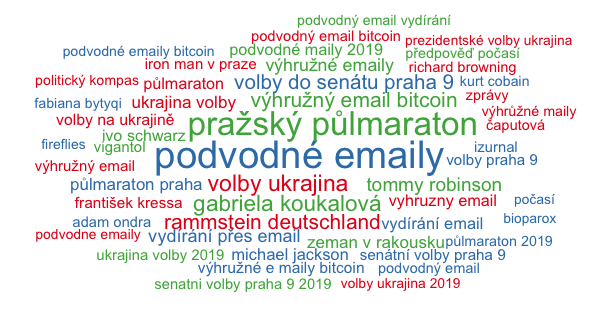 podvodný email vydírání
podvodný email bitcoin
prezidentské volby ukrajina
podvodné emaily bitcoin
podvodné maily 2019
předpověď počasí
iron man v praze
výhružné emaily
richard browning
politický kompas
půlmaraton
volby do senátu praha 9
kurt cobain
fabiana bytyqi
ukrajina volby
výhružný email bitcoin
zprávy
výhrůžné maily
volby na ukrajině
pražský půlmaraton
čaputová
ivo schwarz
fireflies
vigantol
podvodné emaily
izurnal
volby praha 9
výhružný email
půlmaraton praha
volby ukrajina
tommy robinson
františek kressa
gabriela koukalová
vyhruzny email
počasí
adam ondra
rammstein deutschland
vydírání email
bioparox
podvodne emaily
vydírání přes email
zeman v rakousku
půlmaraton 2019
ukrajina volby 2019
michael jackson
senátní volby praha 9
výhružné e maily bitcoin
podvodný email
senatni volby praha 9 2019
volby ukrajina 2019